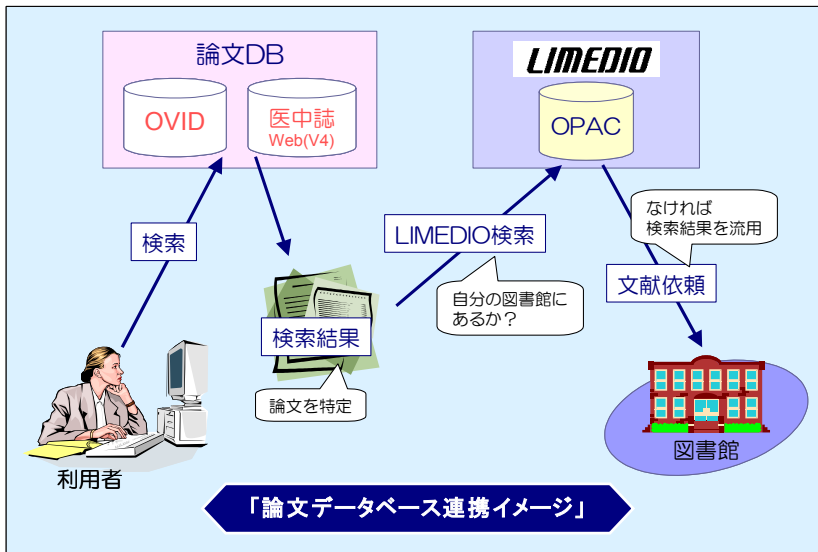 論文DB
OVID
医中誌
Web(V4)
LIMEDIO
OPAC
検索
LIMEDIO検索
なければ
検索結果を流用
自分の図書館に
あるか？
文献依頼
検索結果
論文を特定
利用者
図書館
「論文データベース連携イメージ」